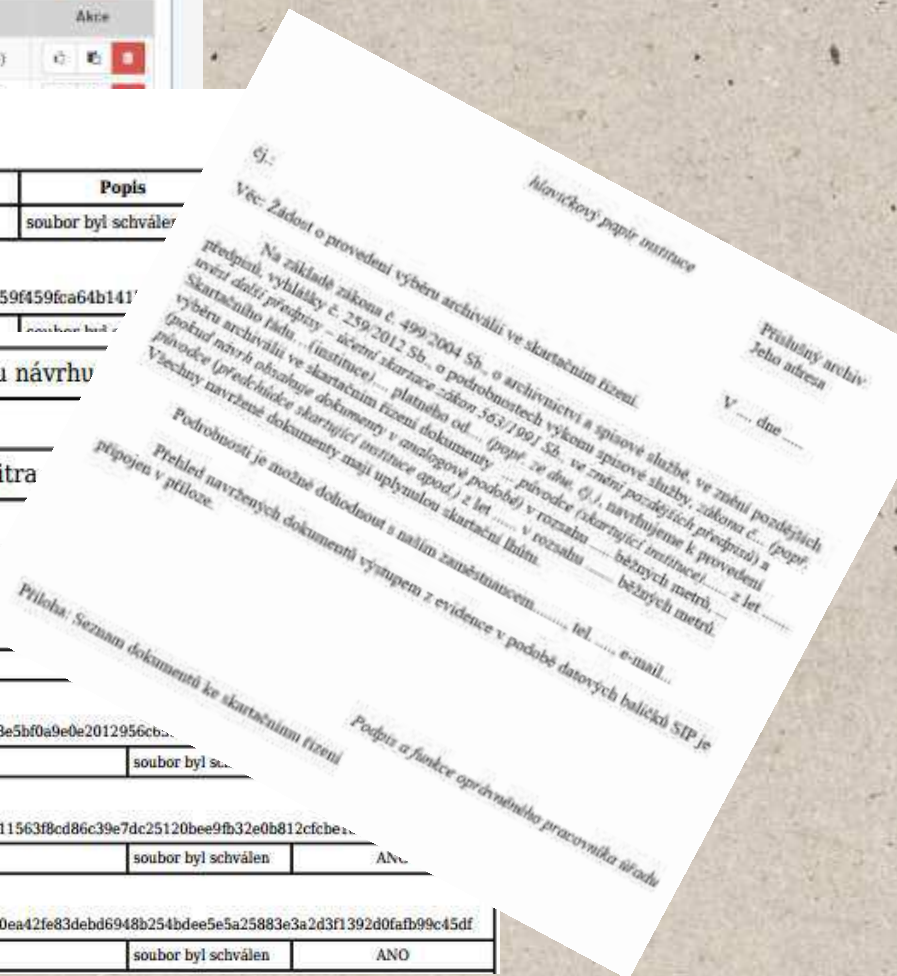 Akce
Popis
soubor byl schválen
59f459fca64b141
soubor byl
u návrhu
itra
8e5bf0a9e0e2012956c63
soubor byl sc
11563f8cd86c39e7dc25120bee9fb32e0b812cfcbe1
soubor byl schválen ANO
0ea42fe83debd6948b254bdee5e5a25883e3a2d3f1392d0fafb99c45df
soubor byl schválen ANO
hlavičkový papír instituce
čj.:
Příslušný archiv
Jeho adresa
V .... dne .....
Věc: Žádost o provedení výběru archiválií ve skartačním řízení.
Na základě zákona č. 499/2004 Sb., o archivnictví a spisové službě, ve znění pozdějších
předpisů, vyhlášky č. 259/2012 Sb., o podrobnostech výkonu spisové služby, zákona č... (popř.
uvést další předpisy – účetní skartace zákon 563/1991 Sb. ve znění pozdějších předpisů) a
Skartačního řádu... (instituce).... platného od.... (popř. ze dne, čj.), navrhujeme k provedení
výběru archiválií ve skartačním řízení dokumenty ..... původce (skartující instituce)...... z let ......
(pokud návrh obsahuje dokumenty v analogové podobě) v rozsahu ..... běžných metrů,
původce (předchůdce skartující instituce apod.) z let ..... v rozsahu ...... běžných metrů.
Všechny navržené dokumenty mají uplynulou skartační lhůtu.
Podrobnosti je možné dohodnout s naším zaměstnancem......... tel. ..... e-mail...
Přehled navržených dokumentů výstupem z evidence v podobě datových balíčků SIP je
připojen v příloze.
Podpis a funkce oprávněného pracovníka úřadu
Příloha: Seznam dokumentů ke skartačnímu řízení